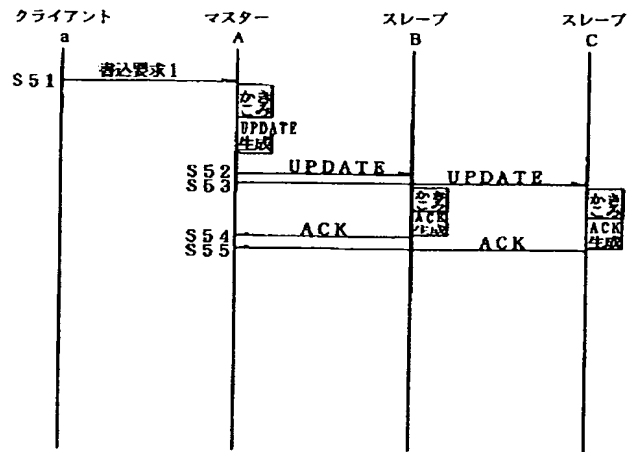 クライアント マスター スレーブ スレーブ
a A B C
S51 書込要求1
かき
こみ
UPDATE
生成
S52 UPDATE
S53 UPDATE
かき
こみ
ACK
生成
かき
こみ
ACK
生成
S54 ACK
S55 ACK